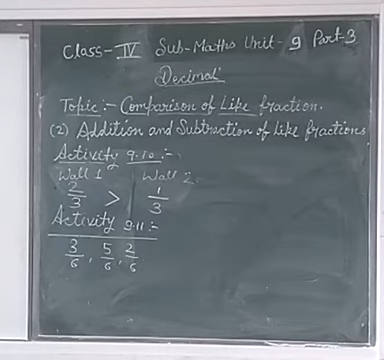 Class-IV Sub-Maths Unit-9 Part-3
Decimal
Topic:- Comparison of Like fraction.
(2) Addition and Subtraction of Like fractions
Activity 9.10:-
Wall 1 Wall 2.
2/3 > 1/3
Activity 9.11:-
3/6, 5/6, 2/6